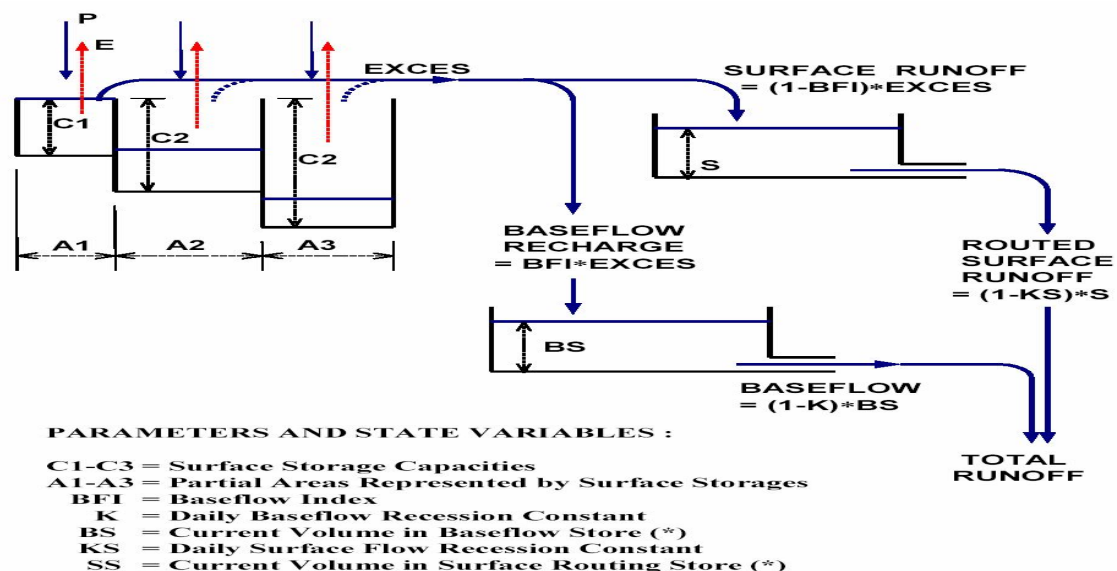 P
E
EXCES
SURFACE RUNOFF
= (1-BFI)*EXCES
C1
C2
C2
S
A1
A2
A3
BASEFLOW
RECHARGE
= BFI*EXCES
ROUTED
SURFACE
RUNOFF
= (1-KS)*S
BS
BASEFLOW
= (1-K)*BS
TOTAL
RUNOFF
PARAMETERS AND STATE VARIABLES :
C1-C3 = Surface Storage Capacities
A1-A3 = Partial Areas Represented by Surface Storages
BFI = Baseflow Index
K = Daily Baseflow Recession Constant
BS = Current Volume in Baseflow Store (*)
KS = Daily Surface Flow Recession Constant
SS = Current Volume in Surface Routing Store (*)